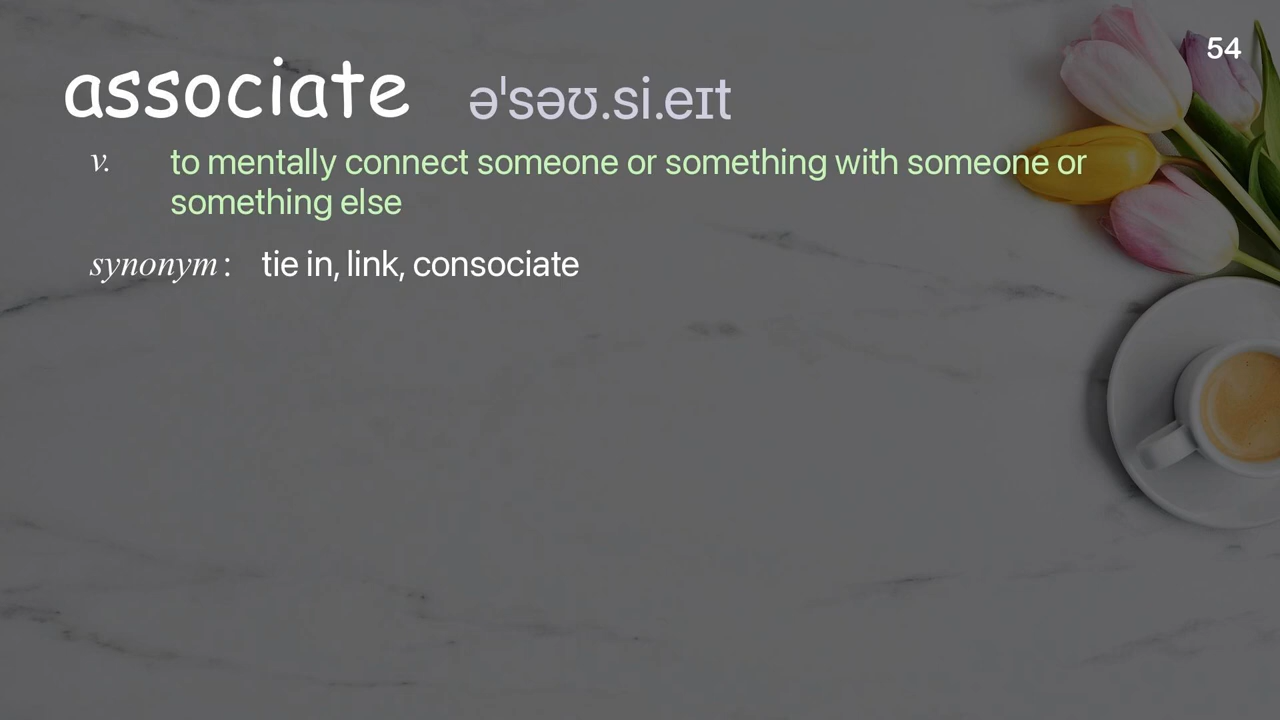 54
associate əˈsəʊ.si.eɪt
v. to mentally connect someone or something with someone or
something else
synonym : tie in, link, consociate